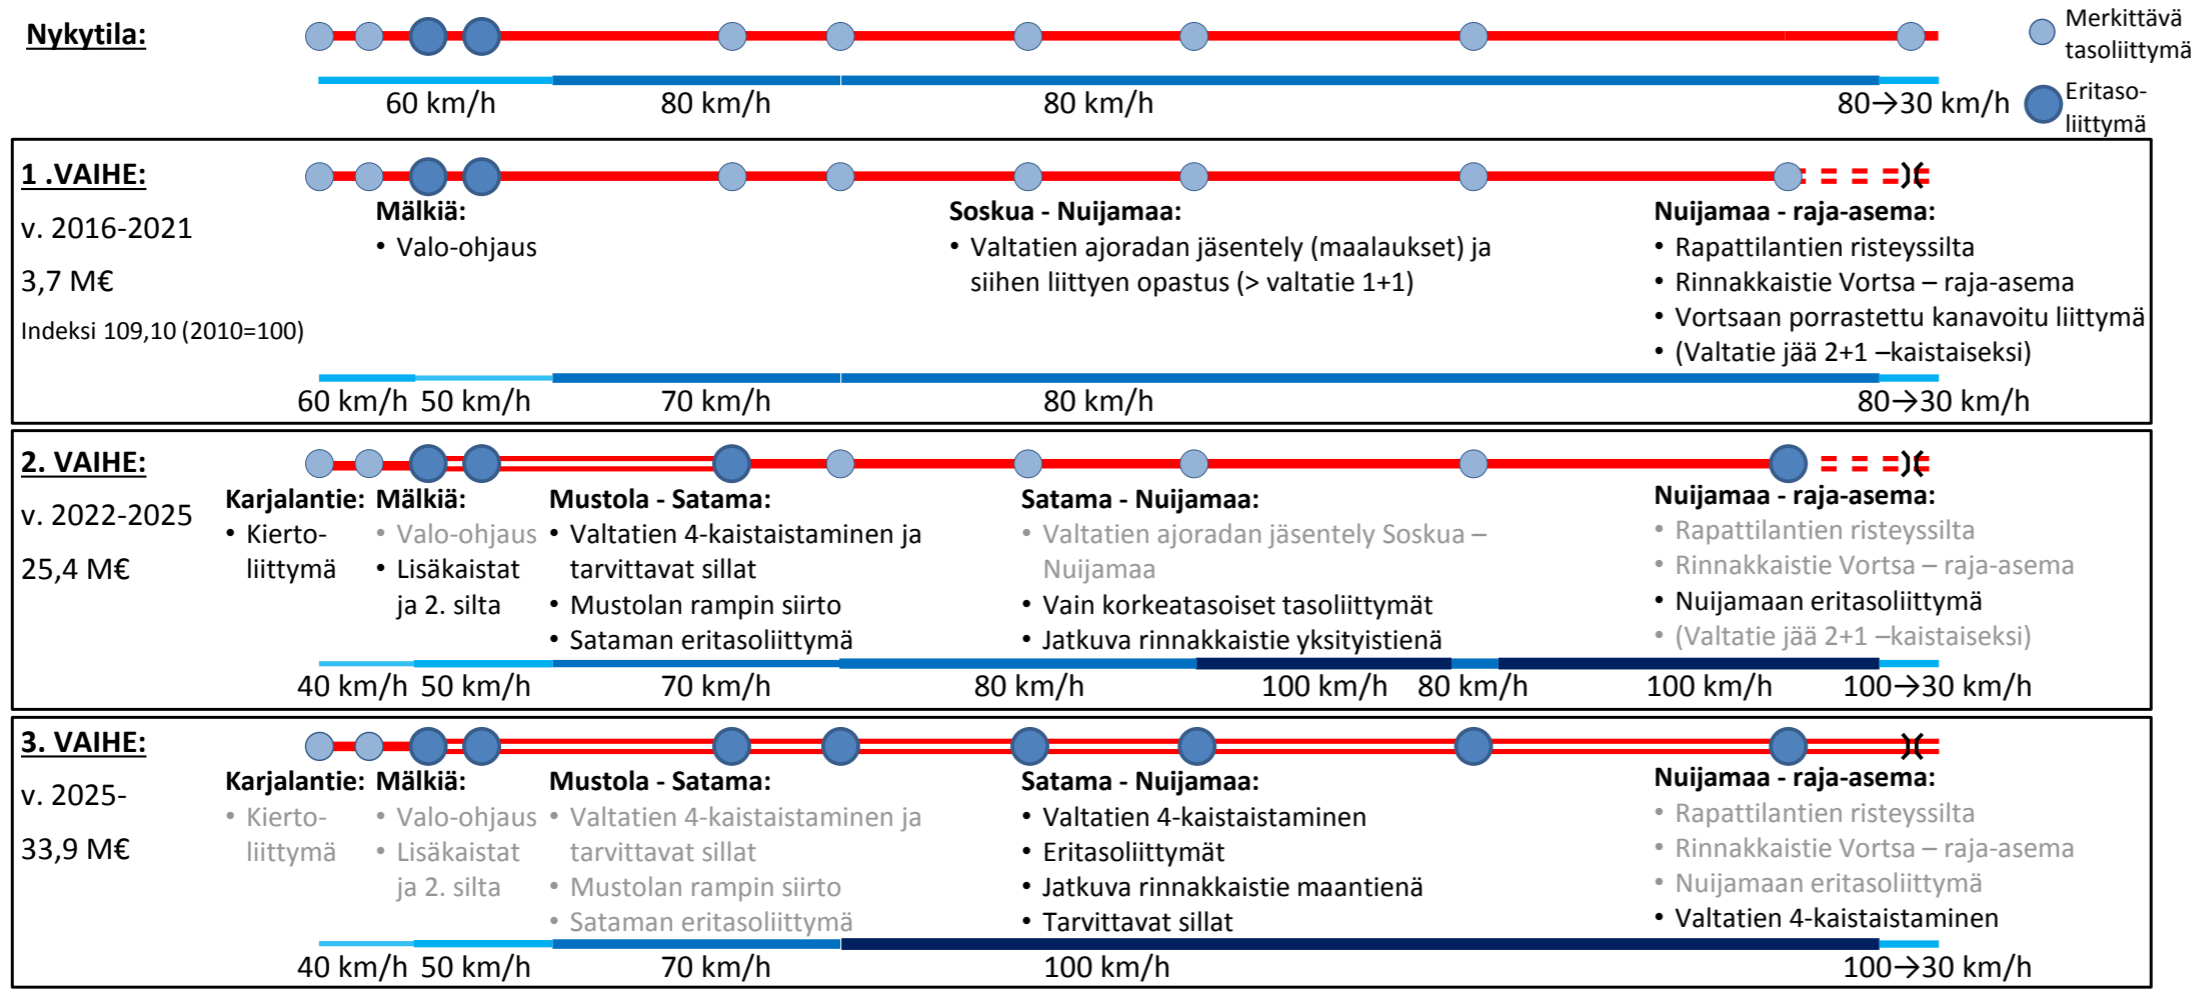 Nykytila:
Merkittävä
tasoliittymä
Eritaso-
liittymä
60 km/h
80 km/h
80 km/h
80→30 km/h
1 .VAIHE:
v. 2016-2021
3,7 M€
Indeksi 109,10 (2010=100)
Mälkiä:
• Valo-ohjaus
Soskua - Nuijamaa:
• Valtatien ajoradan jäsentely (maalaukset) ja
siihen liittyen opastus (> valtatie 1+1)
Nuijamaa - raja-asema:
• Rapattilantien risteyssilta
• Rinnakkaistie Vortsa – raja-asema
• Vortsaan porrastettu kanavoitu liittymä
• (Valtatie jää 2+1 –kaistaiseksi)
60 km/h
50 km/h
70 km/h
80 km/h
80→30 km/h
2. VAIHE:
v. 2022-2025
25,4 M€
Karjalantie:
• Kierto-
liittymä
Mälkiä:
• Valo-ohjaus
• Lisäkaistat
ja 2. silta
Mustola - Satama:
• Valtatien 4-kaistaistaminen ja
tarvittavat sillat
• Mustolan rampin siirto
• Sataman eritasoliittymä
Satama - Nuijamaa:
• Valtatien ajoradan jäsentely Soskua –
Nuijamaa
• Vain korkeatasoiset tasoliittymät
• Jatkuva rinnakkaistie yksityistienä
Nuijamaa - raja-asema:
• Rapattilantien risteyssilta
• Rinnakkaistie Vortsa – raja-asema
• Nuijamaan eritasoliittymä
• (Valtatie jää 2+1 –kaistaiseksi)
40 km/h
50 km/h
70 km/h
80 km/h
100 km/h
80 km/h
100 km/h
100→30 km/h
3. VAIHE:
v. 2025-
33,9 M€
Karjalantie:
• Kierto-
liittymä
Mälkiä:
• Valo-ohjaus
• Lisäkaistat
ja 2. silta
Mustola - Satama:
• Valtatien 4-kaistaistaminen ja
tarvittavat sillat
• Mustolan rampin siirto
• Sataman eritasoliittymä
Satama - Nuijamaa:
• Valtatien 4-kaistaistaminen
• Eritasoliittymät
• Jatkuva rinnakkaistie maantienä
• Tarvittavat sillat
Nuijamaa - raja-asema:
• Rapattilantien risteyssilta
• Rinnakkaistie Vortsa – raja-asema
• Nuijamaan eritasoliittymä
• Valtatien 4-kaistaistaminen
40 km/h
50 km/h
70 km/h
100 km/h
100→30 km/h